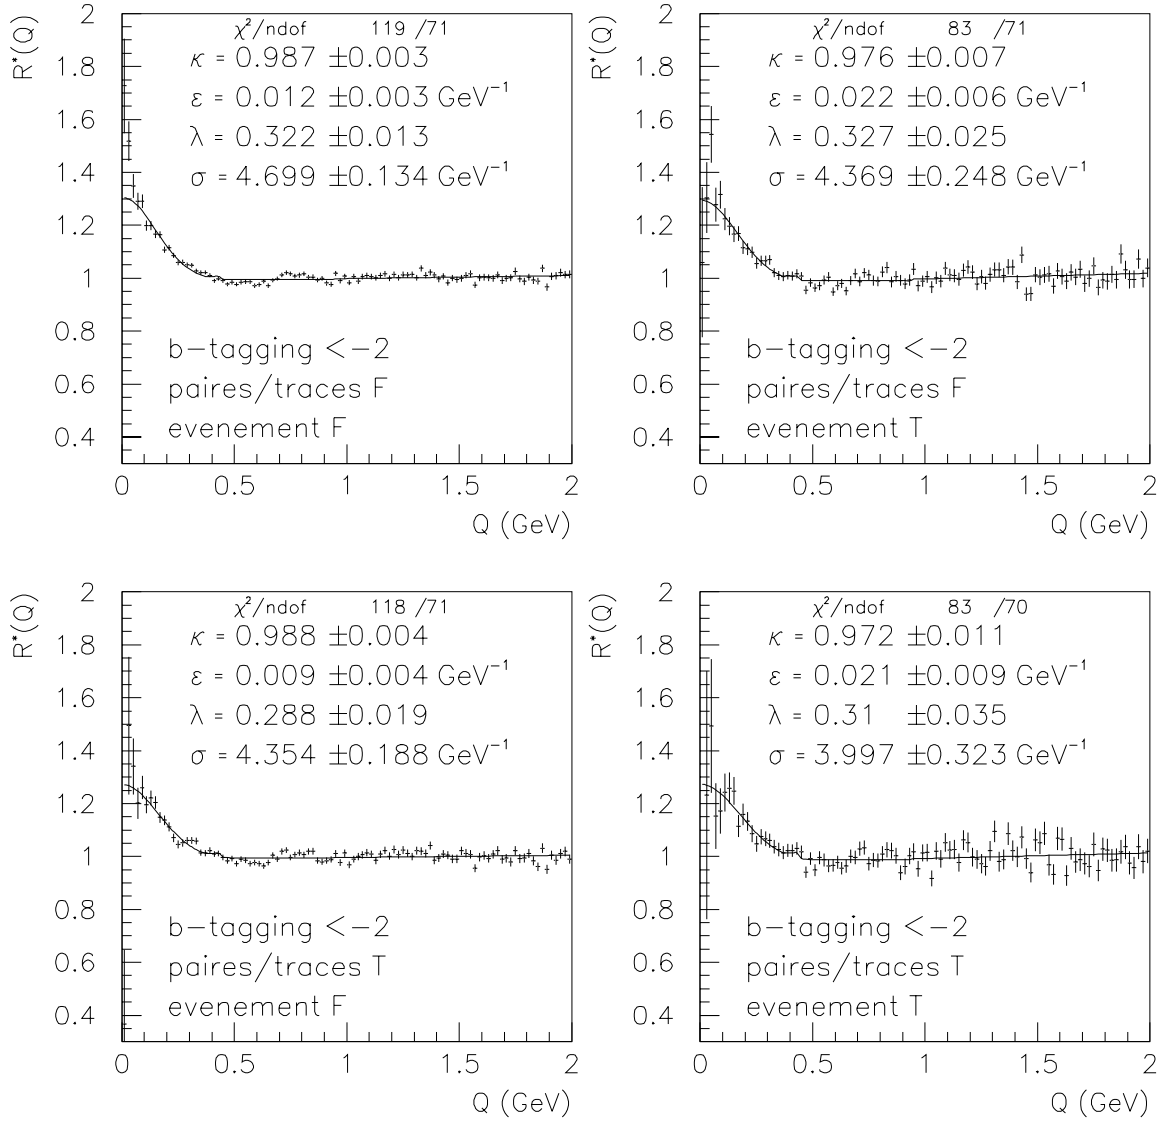 R*(Q)
2
1.8
1.6
1.4
1.2
1
0.8
0.6
0.4
χ²/ndof 119 /71
κ = 0.987 ±0.003
ε = 0.012 ±0.003 GeV⁻¹
λ = 0.322 ±0.013
σ = 4.699 ±0.134 GeV⁻¹
b-tagging <-2
paires/traces F
evenement F
0 0.5 1 1.5 2
Q (GeV)
R*(Q)
2
1.8
1.6
1.4
1.2
1
0.8
0.6
0.4
χ²/ndof 83 /71
κ = 0.976 ±0.007
ε = 0.022 ±0.006 GeV⁻¹
λ = 0.327 ±0.025
σ = 4.369 ±0.248 GeV⁻¹
b-tagging <-2
paires/traces F
evenement T
0 0.5 1 1.5 2
Q (GeV)
R*(Q)
2
1.8
1.6
1.4
1.2
1
0.8
0.6
0.4
χ²/ndof 118 /71
κ = 0.988 ±0.004
ε = 0.009 ±0.004 GeV⁻¹
λ = 0.288 ±0.019
σ = 4.354 ±0.188 GeV⁻¹
b-tagging <-2
paires/traces T
evenement F
0 0.5 1 1.5 2
Q (GeV)
R*(Q)
2
1.8
1.6
1.4
1.2
1
0.8
0.6
0.4
χ²/ndof 83 /70
κ = 0.972 ±0.011
ε = 0.021 ±0.009 GeV⁻¹
λ = 0.31 ±0.035
σ = 3.997 ±0.323 GeV⁻¹
b-tagging <-2
paires/traces T
evenement T
0 0.5 1 1.5 2
Q (GeV)